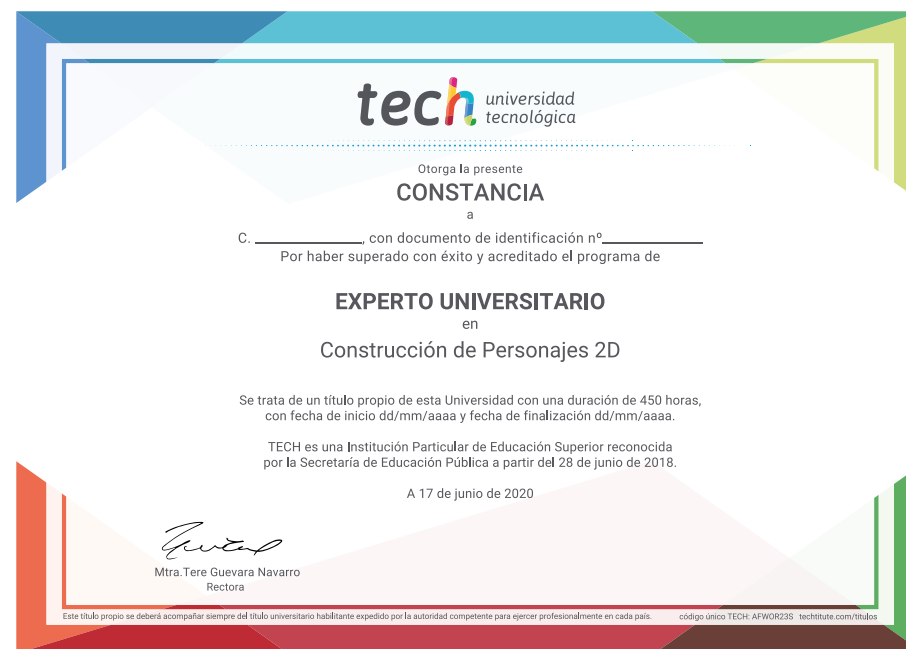 tech universidad
tecnológica
Otorga la presente
CONSTANCIA
a
C. ____________, con documento de identificación nº____________
Por haber superado con éxito y acreditado el programa de
EXPERTO UNIVERSITARIO
en
Construcción de Personajes 2D
Se trata de un título propio de esta Universidad con una duración de 450 horas,
con fecha de inicio dd/mm/aaaa y fecha de finalización dd/mm/aaaa.
TECH es una Institución Particular de Educación Superior reconocida
por la Secretaría de Educación Pública a partir del 28 de junio de 2018.
A 17 de junio de 2020
Mtra.Tere Guevara Navarro
Rectora
Este título propio se deberá acompañar siempre del título universitario habilitante expedido por la autoridad competente para ejercer profesionalmente en cada país. código único TECH: AFWOR23S techtitute.com/titulos